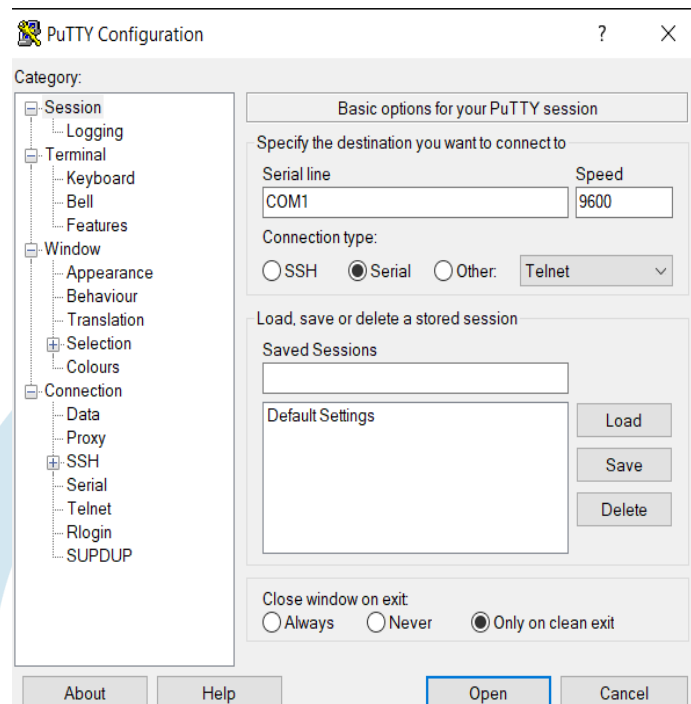 PuTTY Configuration
?
Category:
Session
Logging
Terminal
Keyboard
Bell
Features
Window
Appearance
Behaviour
Translation
Selection
Colours
Connection
Data
Proxy
SSH
Serial
Telnet
Rlogin
SUPDUP
Basic options for your PuTTY session
Specify the destination you want to connect to
Serial line Speed
COM1 9600
Connection type:
SSH Serial Other: Telnet
Load, save or delete a stored session
Saved Sessions
Default Settings
Load
Save
Delete
Close window on exit:
Always Never Only on clean exit
About Help Open Cancel